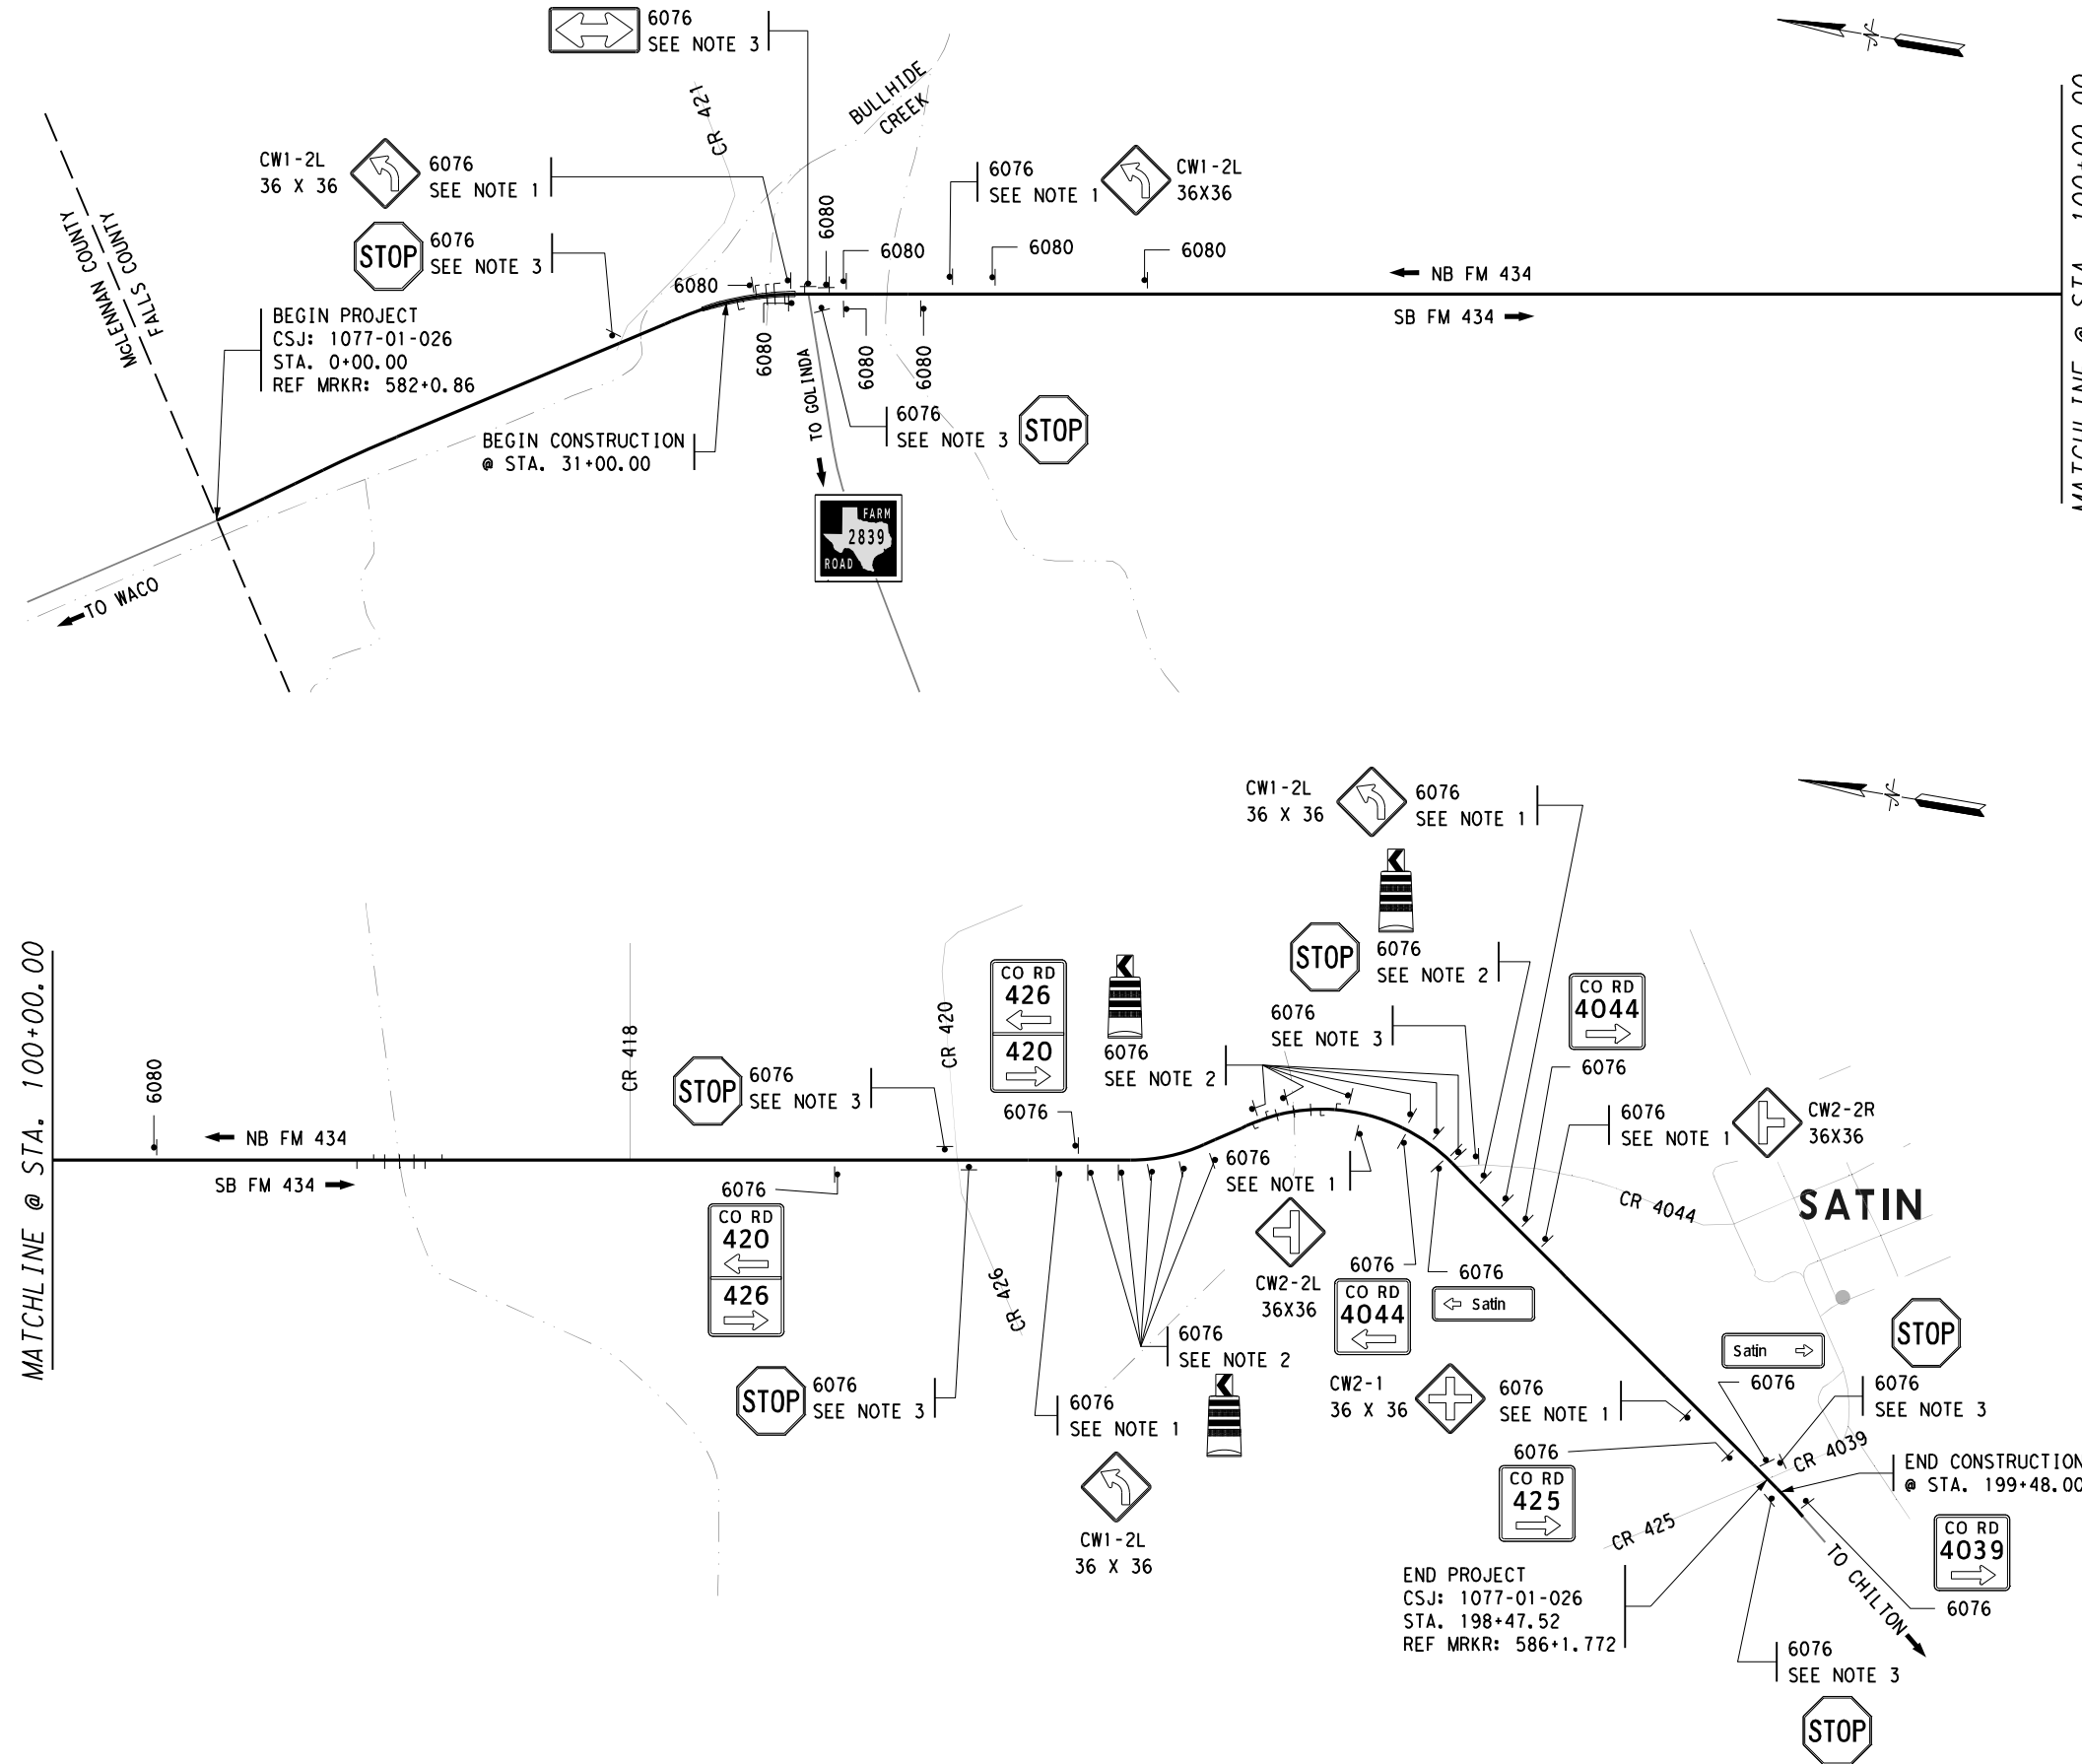 6076
SEE NOTE 3
CR 421
BULLHIDE
CREEK
N
CW1-2L
36 X 36
6076
SEE NOTE 1
STOP
6076
SEE NOTE 3
6080
6080
6080
6076
SEE NOTE 1
CW1-2L
36X36
6080
6080
NB FM 434
SB FM 434
McLENNAN COUNTY
FALLS COUNTY
BEGIN PROJECT
CSJ: 1077-01-026
STA. 0+00.00
REF MRKR: 582+0.86
BEGIN CONSTRUCTION
@ STA. 31+00.00
6080
TO GOLINDA
6080
6080
6076
SEE NOTE 3
STOP
FARM
2839
ROAD
TO WACO
MATCHLINE @ STA. 100+00.00
N
CW1-2L
36 X 36
6076
SEE NOTE 1
STOP
6076
SEE NOTE 2
CO RD
4044
6076
6076
SEE NOTE 3
MATCHLINE @ STA. 100+00.00
6080
NB FM 434
SB FM 434
CR 418
STOP
6076
SEE NOTE 3
CR 420
CO RD
426
420
6076
6076
SEE NOTE 2
6076
SEE NOTE 1
CW2-2R
36X36
SATIN
CR 4044
6076
CO RD
420
426
STOP
6076
SEE NOTE 3
CR 426
6076
SEE NOTE 1
CW2-2L
36X36
6076
CO RD
4044
6076
Satin
6076
SEE NOTE 2
6076
SEE NOTE 1
CW1-2L
36 X 36
CW2-1
36 X 36
6076
SEE NOTE 1
6076
CO RD
425
CR 425
Satin
6076
STOP
6076
SEE NOTE 3
CR 4039
END CONSTRUCTION
@ STA. 199+48.00
CO RD
4039
6076
TO CHILTON
END PROJECT
CSJ: 1077-01-026
STA. 198+47.52
REF MRKR: 586+1.772
6076
SEE NOTE 3
STOP